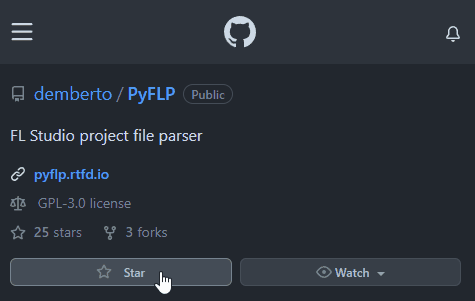 demberto / PyFLP Public
FL Studio project file parser
pyflp.rtfd.io
GPL-3.0 license
25 stars 3 forks
Star Watch